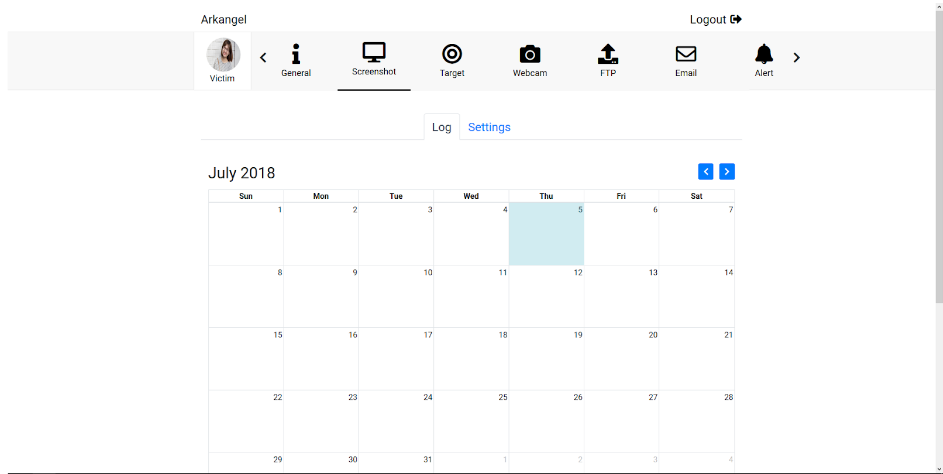 Arkangel Logout
Victim General Screenshot Target Webcam FTP Email Alert
Log Settings
July 2018
Sun Mon Tue Wed Thu Fri Sat
1 2 3 4 5 6 7
8 9 10 11 12 13 14
15 16 17 18 19 20 21
22 23 24 25 26 27 28
29 30 31 1 2 3 4